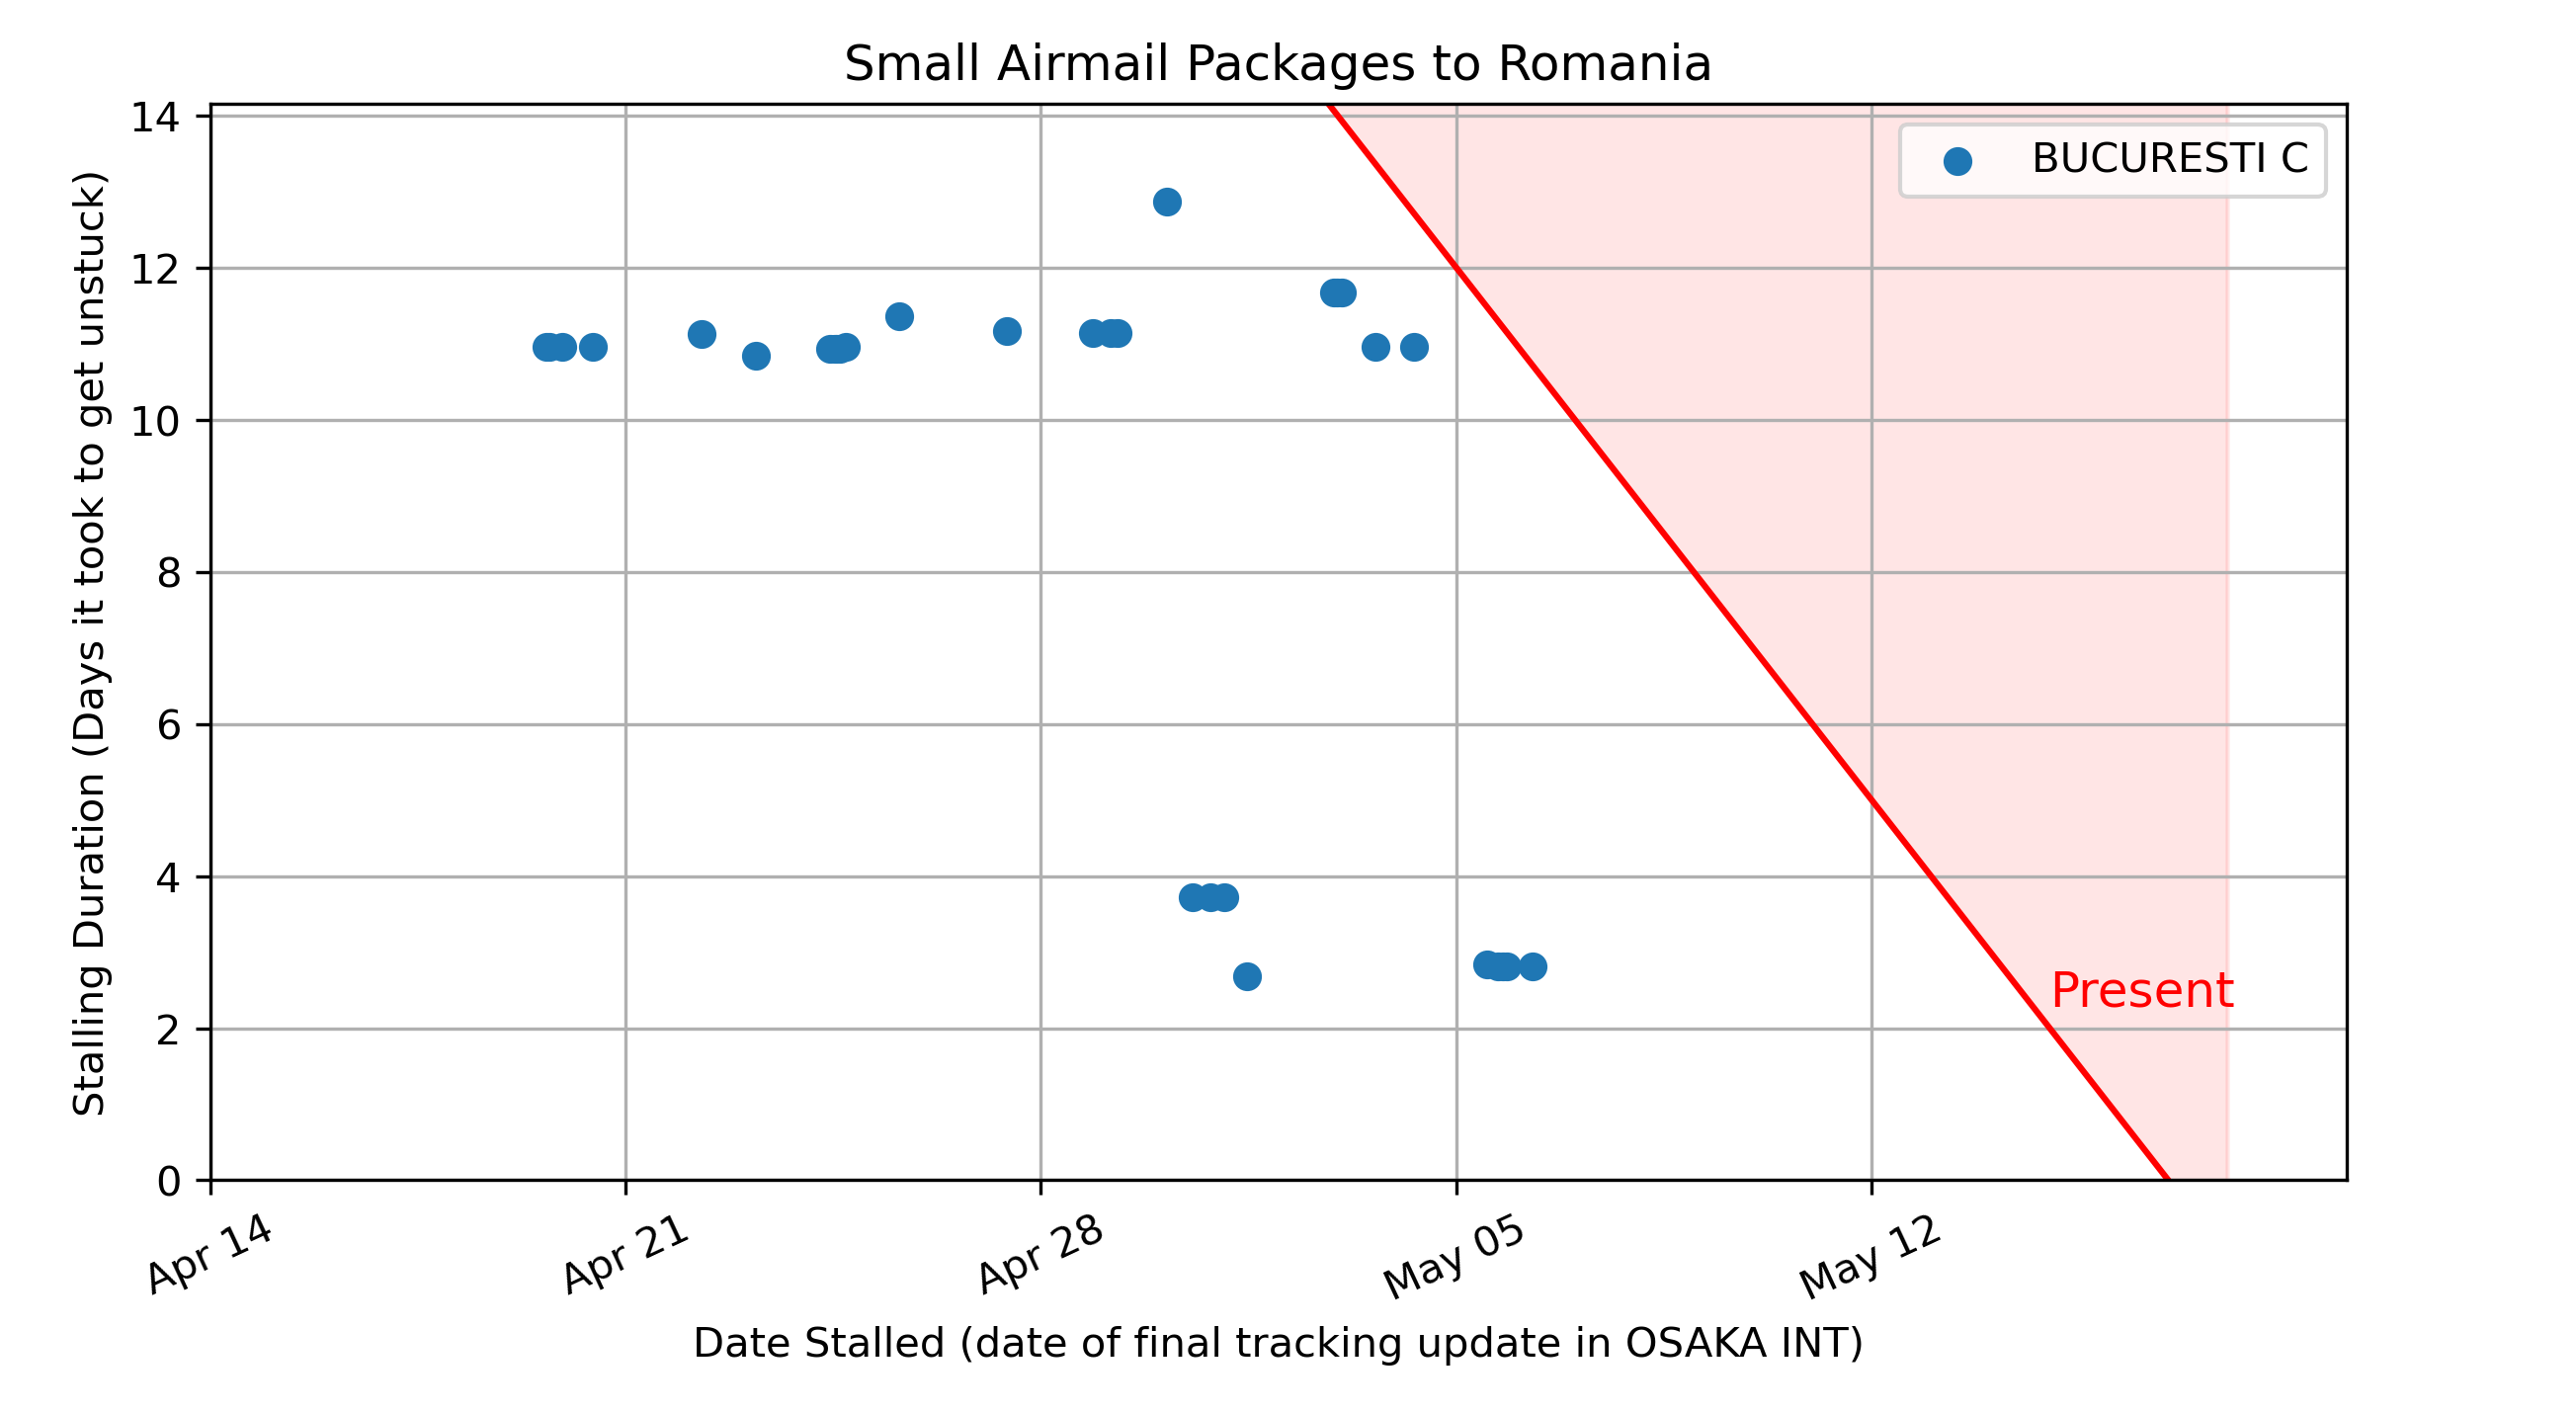 Small Airmail Packages to Romania
14
12
10
8
6
4
2
0
Stalling Duration (Days it took to get unstuck)
BUCURESTI C
Present
Apr 14
Apr 21
Apr 28
May 05
May 12
Date Stalled (date of final tracking update in OSAKA INT)